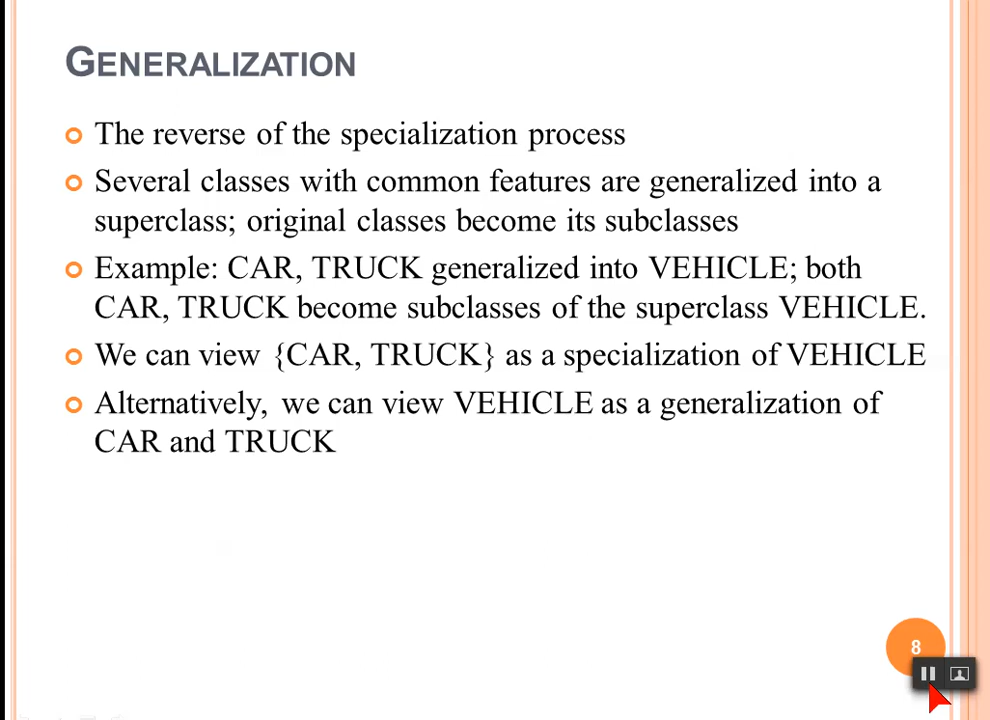 GENERALIZATION
The reverse of the specialization process
Several classes with common features are generalized into a
superclass; original classes become its subclasses
Example: CAR, TRUCK generalized into VEHICLE; both
CAR, TRUCK become subclasses of the superclass VEHICLE.
We can view {CAR, TRUCK} as a specialization of VEHICLE
Alternatively, we can view VEHICLE as a generalization of
CAR and TRUCK
8